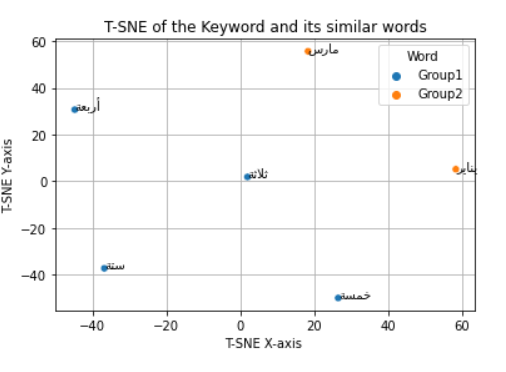 T-SNE of the Keyword and its similar words
60
مارس
Word
Group1
Group2
40
أربعة
20
ثلاثة
يناير
0
−20
ستة
−40
خمسة
T-SNE Y-axis
−40 −20 0 20 40 60
T-SNE X-axis